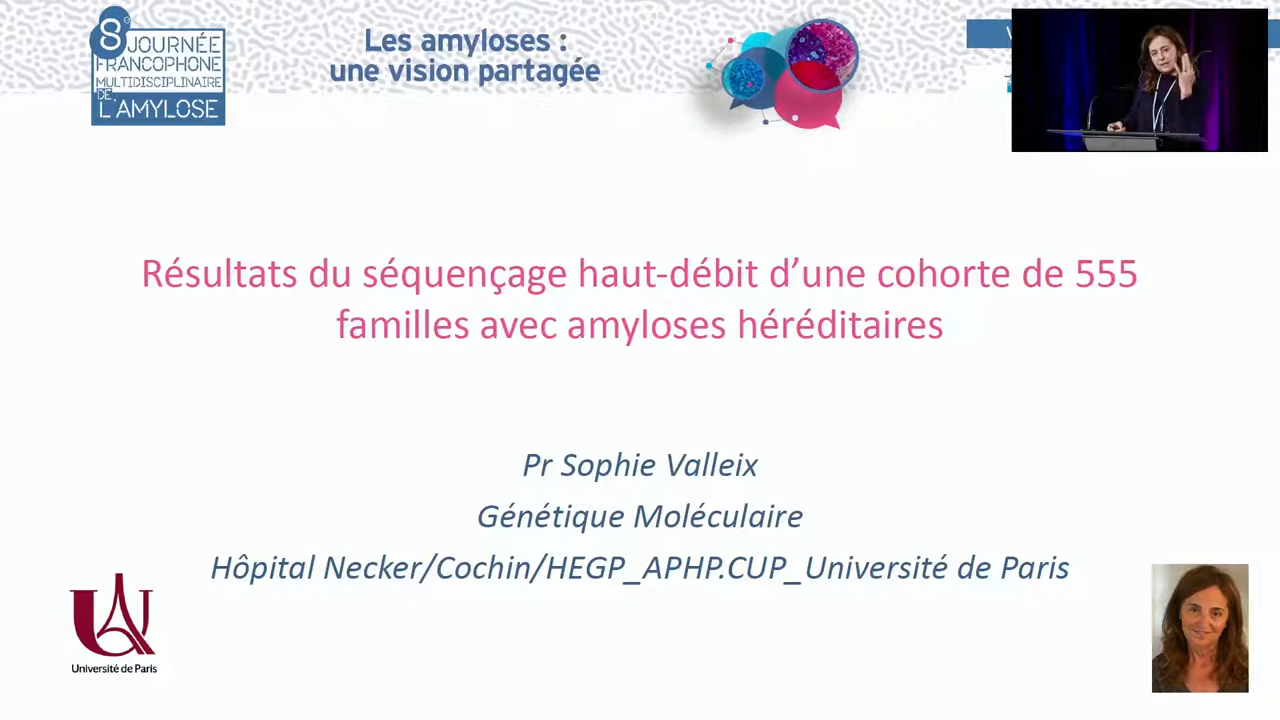 8e JOURNÉE
FRANCOPHONE
MULTIDISCIPLINAIRE
DE
L'AMYLOSE
Les amyloses :
une vision partagée
Résultats du séquençage haut-débit d’une cohorte de 555
familles avec amyloses héréditaires
Pr Sophie Valleix
Génétique Moléculaire
Hôpital Necker/Cochin/HEGP_APHP.CUP_Université de Paris
Université de Paris